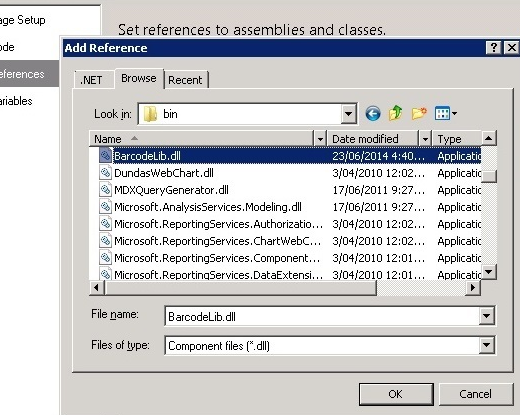 age Setup
Set references to assemblies and classes.
ode
Add Reference
eferences
.NET Browse Recent
ariables
Look in: bin
Name Date modified Type
BarcodeLib.dll 23/06/2014 4:40... Applicatio
DundasWebChart.dll 3/04/2010 12:02... Applicatio
MDXQueryGenerator.dll 17/06/2011 9:27... Applicatio
Microsoft.AnalysisServices.Modeling.dll 17/06/2011 9:27... Applicatio
Microsoft.ReportingServices.Authorizatio... 3/04/2010 12:02... Applicatio
Microsoft.ReportingServices.ChartWebC... 3/04/2010 12:02... Applicatio
Microsoft.ReportingServices.Component... 3/04/2010 12:01... Applicatio
Microsoft.ReportingServices.DataExtensi... 3/04/2010 12:01... Applicatio
File name: BarcodeLib.dll
Files of type: Component files (*.dll)
OK Cancel